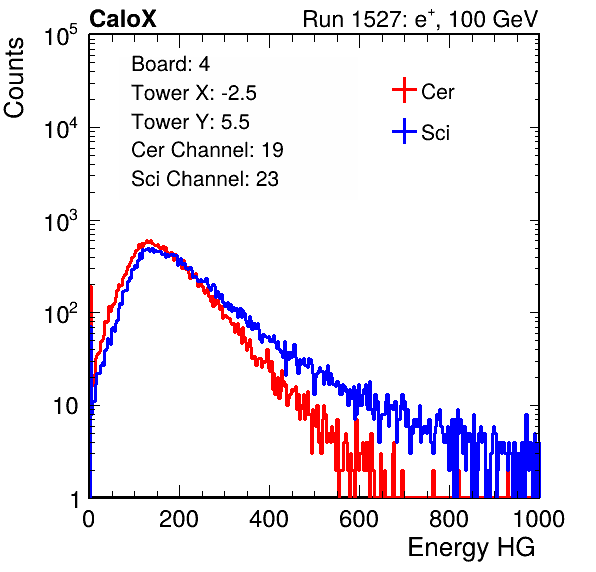 CaloX Run 1527: e⁺, 100 GeV
Counts
10⁵
10⁴
10³
10²
10
1
Board: 4
Tower X: -2.5
Tower Y: 5.5
Cer Channel: 19
Sci Channel: 23
Cer
Sci
0 200 400 600 800 1000
Energy HG